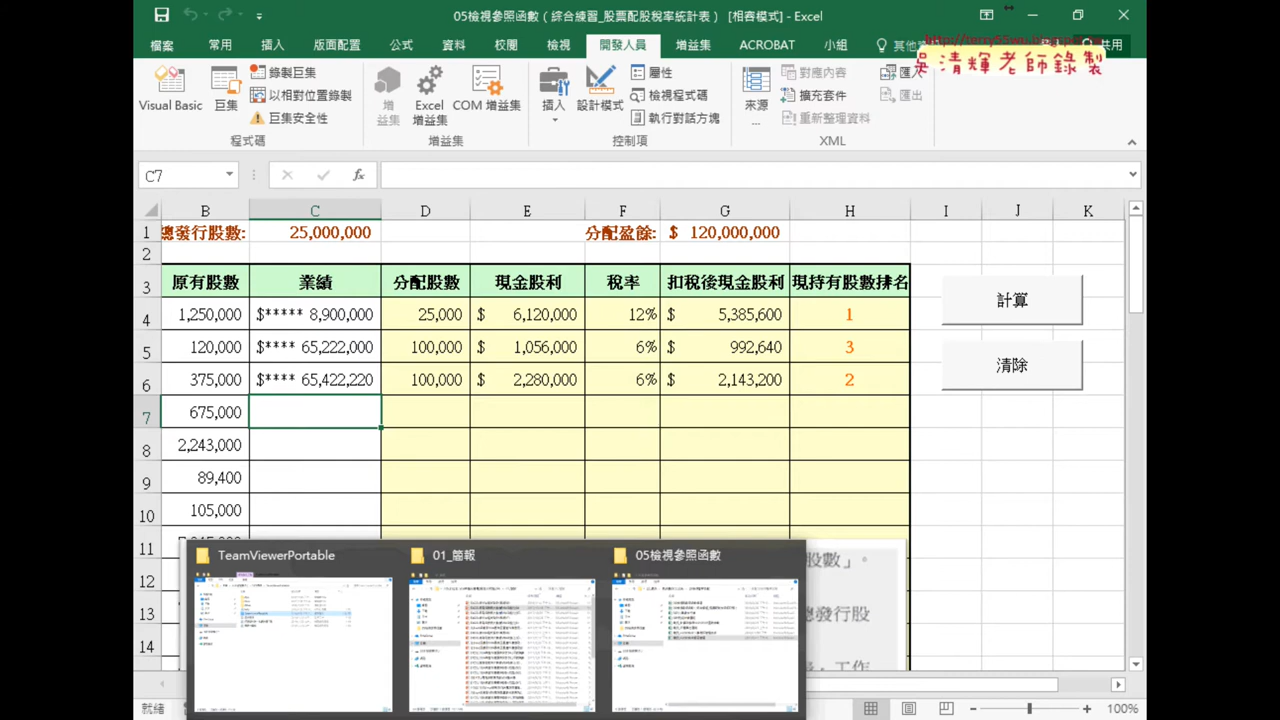 05檢視參照函數（綜合練習_股票配股稅率統計表） [相容模式] - Excel
檔案 常用 插入 版面配置 公式 資料 校閱 檢視 開發人員 增益集 ACROBAT 小組 共用
吳清輝老師錄製
Visual Basic 巨集 錄製巨集 以相對位置錄製 巨集安全性 增益集 Excel 增益集 COM 增益集 插入 設計模式 屬性 檢視程式碼 執行對話方塊 來源 ... 對應內容 擴充套件 重新整理資料 匯出
程式碼 增益集 控制項 XML
C7 fx
B C D E F G H I J K
1 總發行股數: 25,000,000 分配盈餘: $ 120,000,000
2
3 原有股數 業績 分配股數 現金股利 稅率 扣稅後現金股利 現持有股數排名
計算
4 1,250,000 $***** 8,900,000 25,000 $ 6,120,000 12% $ 5,385,600 1
5 120,000 $**** 65,222,000 100,000 $ 1,056,000 6% $ 992,640 3
清除
6 375,000 $**** 65,422,220 100,000 $ 2,280,000 6% $ 2,143,200 2
7 675,000
8 2,243,000
9 89,400
10 105,000
11
TeamViewerPortable 01_簡報 05檢視參照函數
股數」。
12
13
總發行股
14
就緒 100%